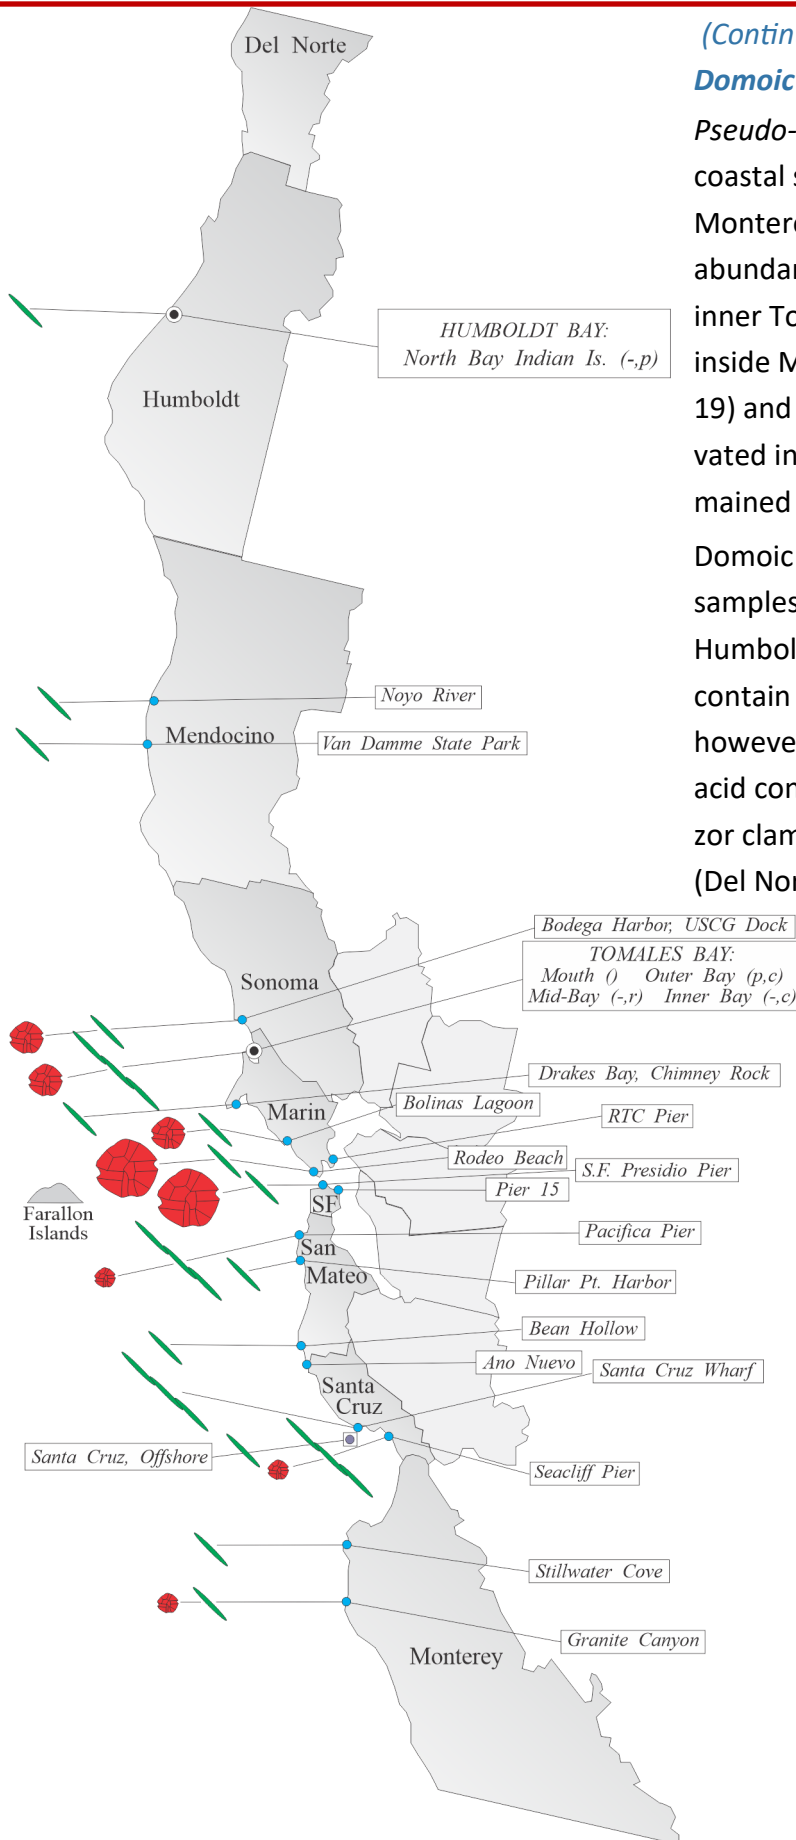 (Contin
Domoic
Pseudo-
coastal s
Montere
abundan
inner To
inside M
19) and
vated in
mained
Domoic
samples
Humbol
contain
howeve
acid con
zor clam
(Del Nor
Del Norte
HUMBOLDT BAY:
North Bay Indian Is. (-,p)
Humboldt
Noyo River
Mendocino
Van Damme State Park
Bodega Harbor, USCG Dock
TOMALES BAY:
Mouth () Outer Bay (p,c)
Mid-Bay (-,r) Inner Bay (-,c)
Sonoma
Drakes Bay, Chimney Rock
Marin
Bolinas Lagoon
RTC Pier
Rodeo Beach
S.F. Presidio Pier
Pier 15
SF
Farallon
Islands
Pacifica Pier
San
Mateo
Pillar Pt. Harbor
Bean Hollow
Ano Nuevo
Santa Cruz Wharf
Santa
Cruz
Santa Cruz, Offshore
Seacliff Pier
Stillwater Cove
Granite Canyon
Monterey